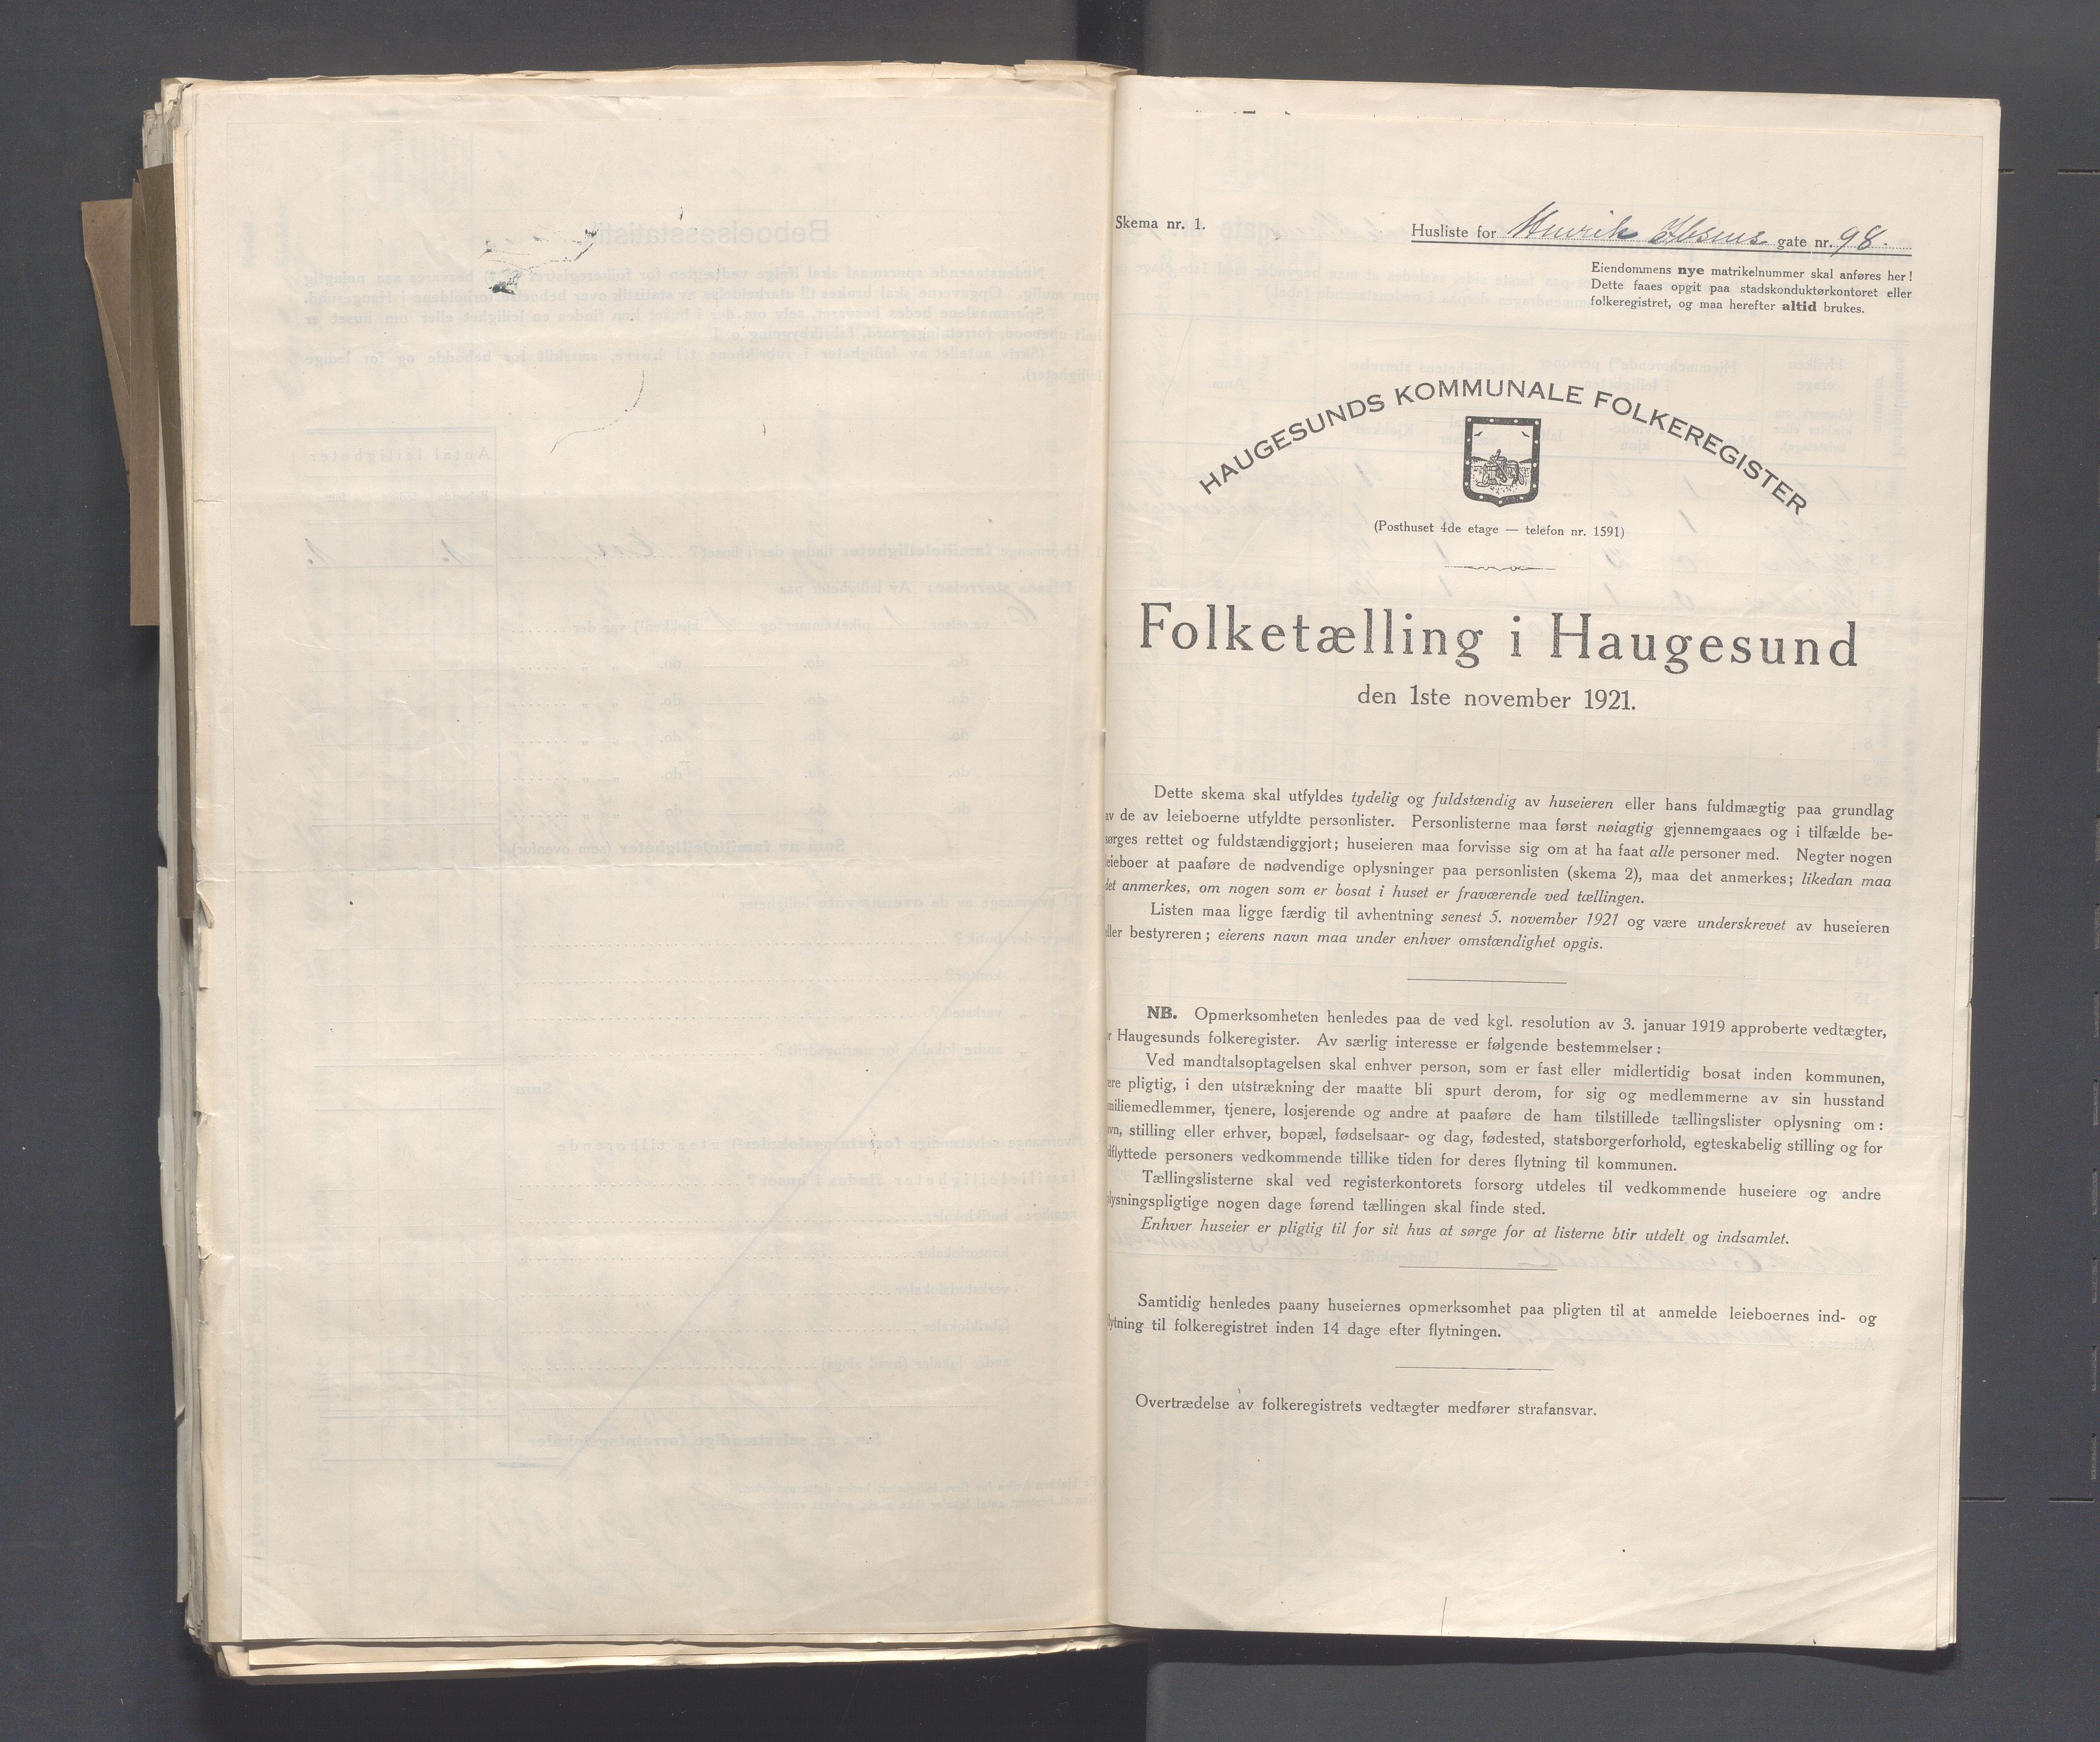 Skema nr. 1.
Husliste for Henrik Ibsens gate nr. 98.
Eiendommens nye matrikelnummer skal anføres her!
Dette faaes opgit paa stadskonduktørkontoret eller
folkeregistret, og maa herefter altid brukes.
HAUGESUNDS KOMMUNALE FOLKEREGISTER
(Posthuset 4de etage — telefon nr. 1591)
Folketælling i Haugesund
den 1ste november 1921.
Dette skema skal utfyldes tydelig og fuldstændig av huseieren eller hans fuldmægtig paa grundlag
av de av leieboerne utfyldte personlister. Personlisterne maa først nøiagtig gjennemgaaes og i tilfælde be-
sørges rettet og fuldstændiggjort; huseieren maa forvisse sig om at ha faat alle personer med. Negter nogen
leieboer at paaføre de nødvendige oplysninger paa personlisten (skema 2), maa det anmerkes; likedan maa
det anmerkes, om nogen som er bosat i huset er fraværende ved tællingen.
Listen maa ligge færdig til avhentning senest 5. november 1921 og være underskrevet av huseieren
ller bestyreren; eierens navn maa under enhver omstændighet opgis.
NB. Opmerksomheten henledes paa de ved kgl. resolution av 3. januar 1919 approberte vedtægter,
r Haugesunds folkeregister. Av særlig interesse er følgende bestemmelser:
Ved mandtalsoptagelsen skal enhver person, som er fast eller midlertidig bosat inden kommunen,
ere pligtig, i den utstrækning der maatte bli spurt derom, for sig og medlemmerne av sin husstand
miliemedlemmer, tjenere, losjerende og andre at paaføre de ham tilstillede tællingslister oplysning om:
vn, stilling eller erhver, bopæl, fødselsaar- og dag, fødested, statsborgerforhold, egteskabelig stilling og for
dflyttede personers vedkommende tillike tiden for deres flytning til kommunen.
Tællingslisterne skal ved registerkontorets forsorg utdeles til vedkommende huseiere og andre
lysningspligtige nogen dage førend tællingen skal finde sted.
Enhver huseier er pligtig til for sit hus at sørge for at listerne blir utdelt og indsamlet.
Samtidig henledes paany huseiernes opmerksomhet paa pligten til at anmelde leieboernes ind- og
lytning til folkeregistret inden 14 dage efter flytningen.
Overtrædelse av folkeregistrets vedtægter medfører strafansvar.